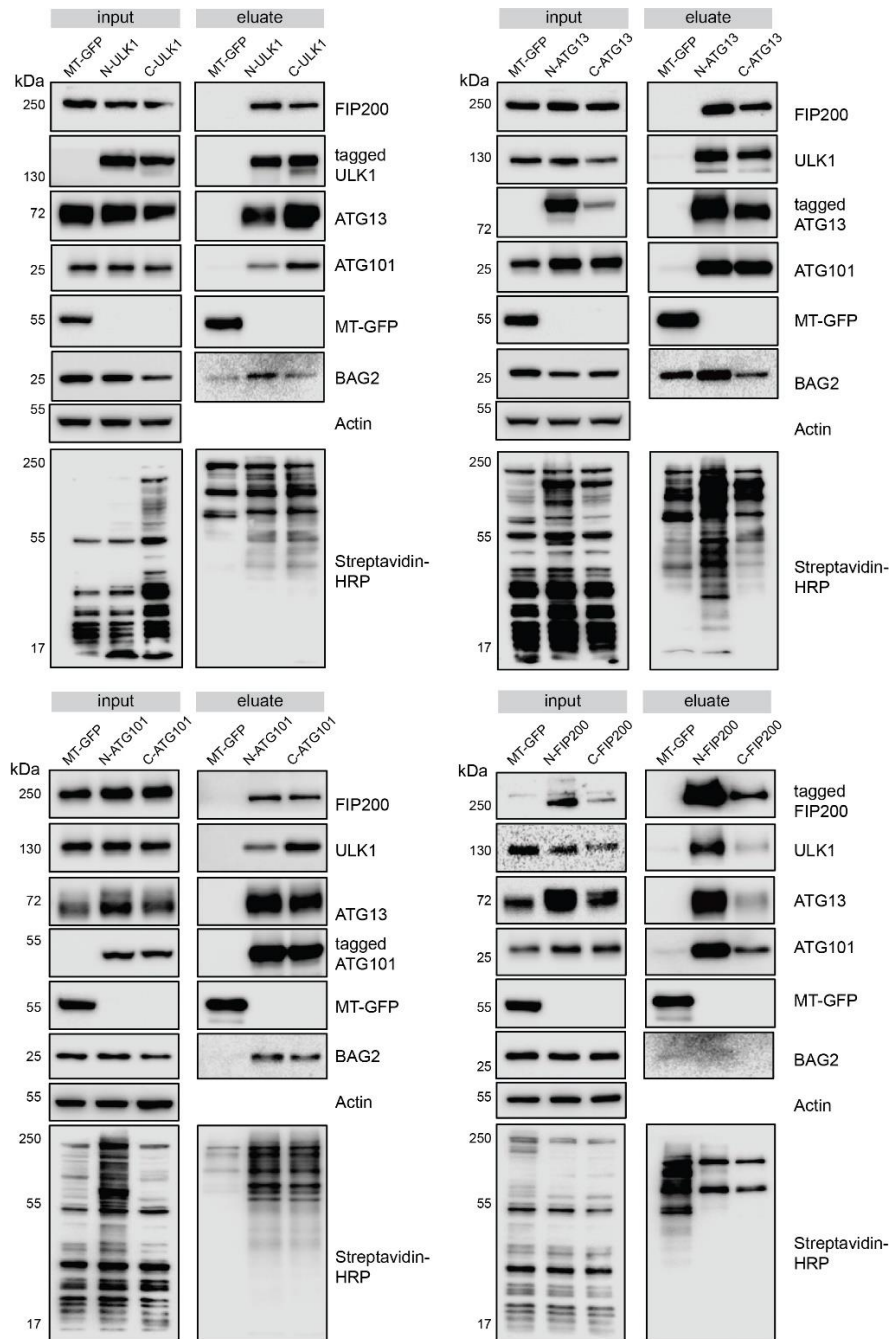 input eluate
MT-GFP N-ULK1 C-ULK1 MT-GFP N-ULK1 C-ULK1
kDa
250 FIP200
130 tagged
ULK1
72 ATG13
25 ATG101
55 MT-GFP
25 BAG2
55 Actin
250
55
17
Streptavidin-
HRP
input eluate
MT-GFP N-ATG13 C-ATG13 MT-GFP N-ATG13 C-ATG13
kDa
250 FIP200
130 ULK1
72 tagged
ATG13
25 ATG101
55 MT-GFP
25 BAG2
55 Actin
250
55
17
Streptavidin-
HRP
input eluate
MT-GFP N-ATG101 C-ATG101 MT-GFP N-ATG101 C-ATG101
kDa
250 FIP200
130 ULK1
72 ATG13
55 tagged
ATG101
55 MT-GFP
25 BAG2
55 Actin
250
55
17
Streptavidin-
HRP
input eluate
MT-GFP N-FIP200 C-FIP200 MT-GFP N-FIP200 C-FIP200
kDa
250 tagged
FIP200
130 ULK1
72 ATG13
25 ATG101
55 MT-GFP
25 BAG2
55 Actin
250
55
17
Streptavidin-
HRP